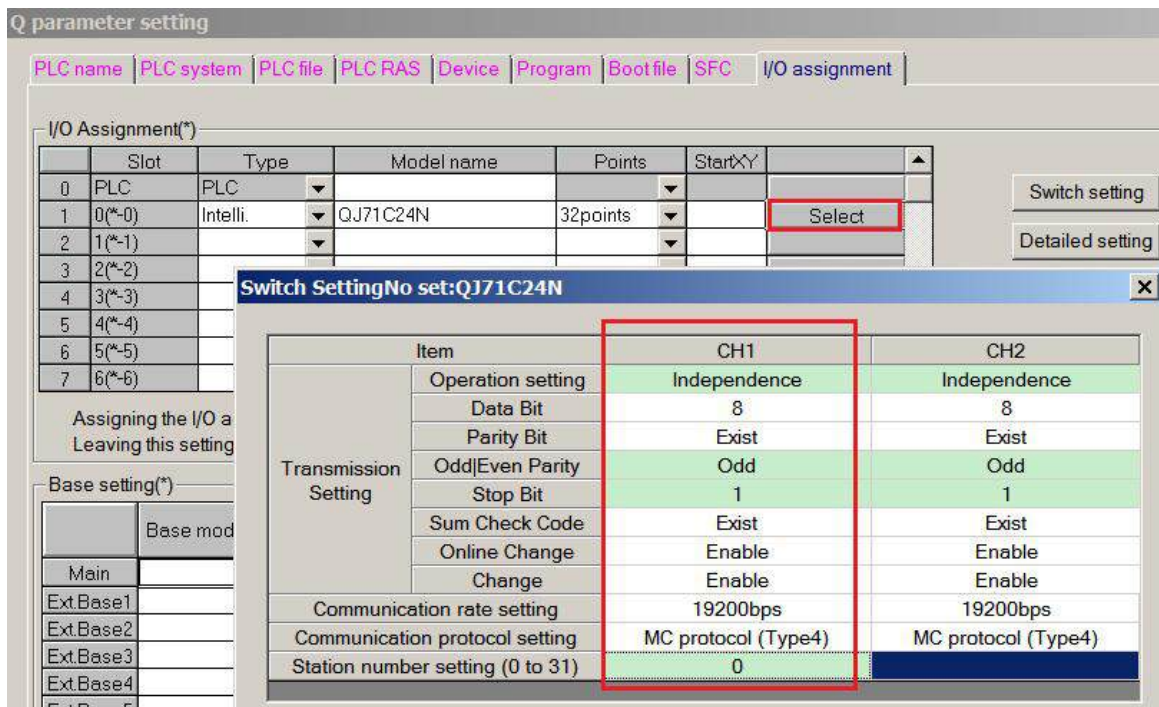 Q parameter setting
PLC name PLC system PLC file PLC RAS Device Program Boot file SFC I/O assignment
I/O Assignment(*)
Slot Type Model name Points StartXY
0 PLC PLC
1 0(*-0) Intelli. QJ71C24N 32points Select
2 1(*-1)
3 2(*-2)
4 3(*-3)
5 4(*-4)
6 5(*-5)
7 6(*-6)
Switch setting
Detailed setting
Assigning the I/O a
Leaving this setting
Base setting(*)
Base mod
Main
Ext.Base1
Ext.Base2
Ext.Base3
Ext.Base4
Switch SettingNo set:QJ71C24N
Item CH1 CH2
Transmission Setting
Operation setting Independence Independence
Data Bit 8 8
Parity Bit Exist Exist
Odd|Even Parity Odd Odd
Stop Bit 1 1
Sum Check Code Exist Exist
Online Change Enable Enable
Change Enable Enable
Communication rate setting 19200bps 19200bps
Communication protocol setting MC protocol (Type4) MC protocol (Type4)
Station number setting (0 to 31) 0